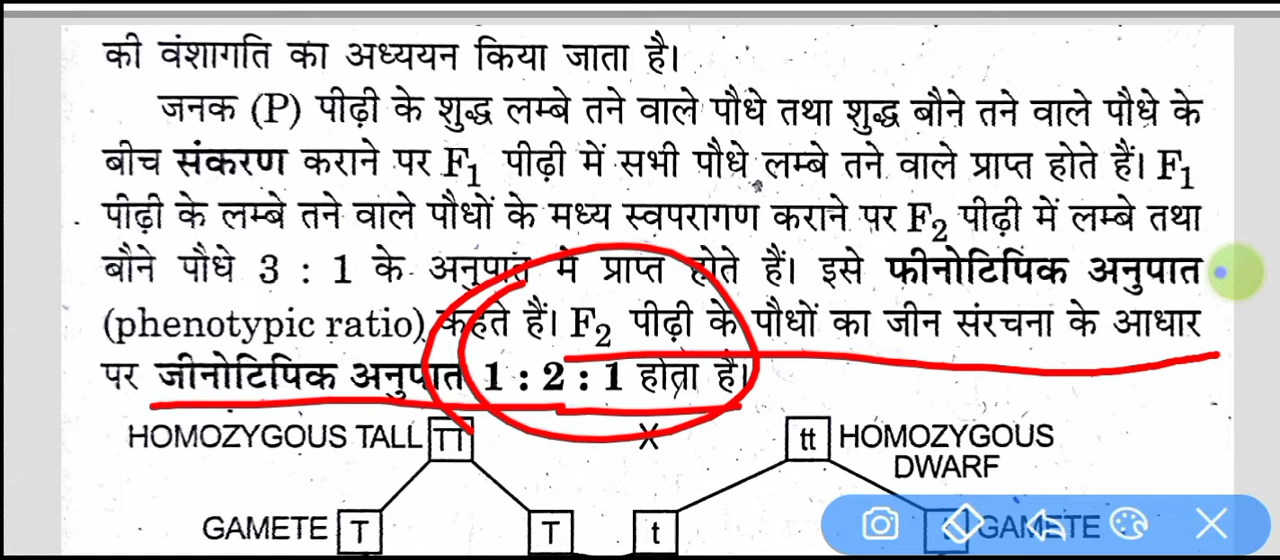 की वंशागति का अध्ययन किया जाता है।
जनक (P) पीढ़ी के शुद्ध लम्बे तने वाले पौधे तथा शुद्ध बौने तने वाले पौधे के
बीच संकरण कराने पर F₁ पीढ़ी में सभी पौधे लम्बे तने वाले प्राप्त होते हैं। F₁
पीढ़ी के लम्बे तने वाले पौधों के मध्य स्वपरागण कराने पर F₂ पीढ़ी में लम्बे तथा
बौने पौधे 3 : 1 के अनुपात में प्राप्त होते हैं। इसे फीनोटिपिक अनुपात
(phenotypic ratio) कहते हैं। F₂ पीढ़ी के पौधों का जीन संरचना के आधार
पर जीनोटिपिक अनुपात 1 : 2 : 1 होता है।
HOMOZYGOUS TALL TT X tt HOMOZYGOUS
DWARF
GAMETE T T t GAMETE